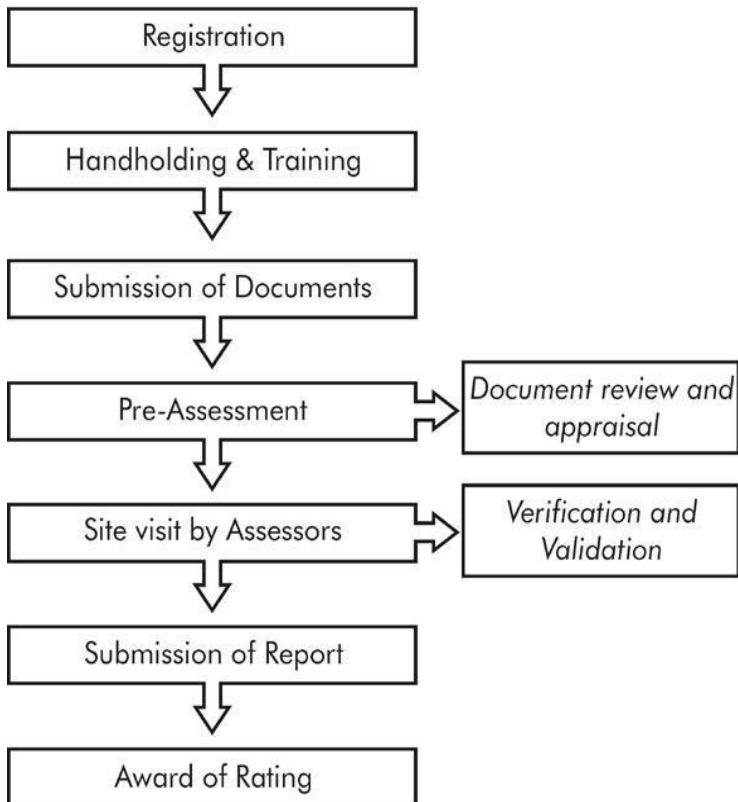 Registration
Handholding & Training
Submission of Documents
Pre-Assessment
Document review and
appraisal
Site visit by Assessors
Verification and
Validation
Submission of Report
Award of Rating